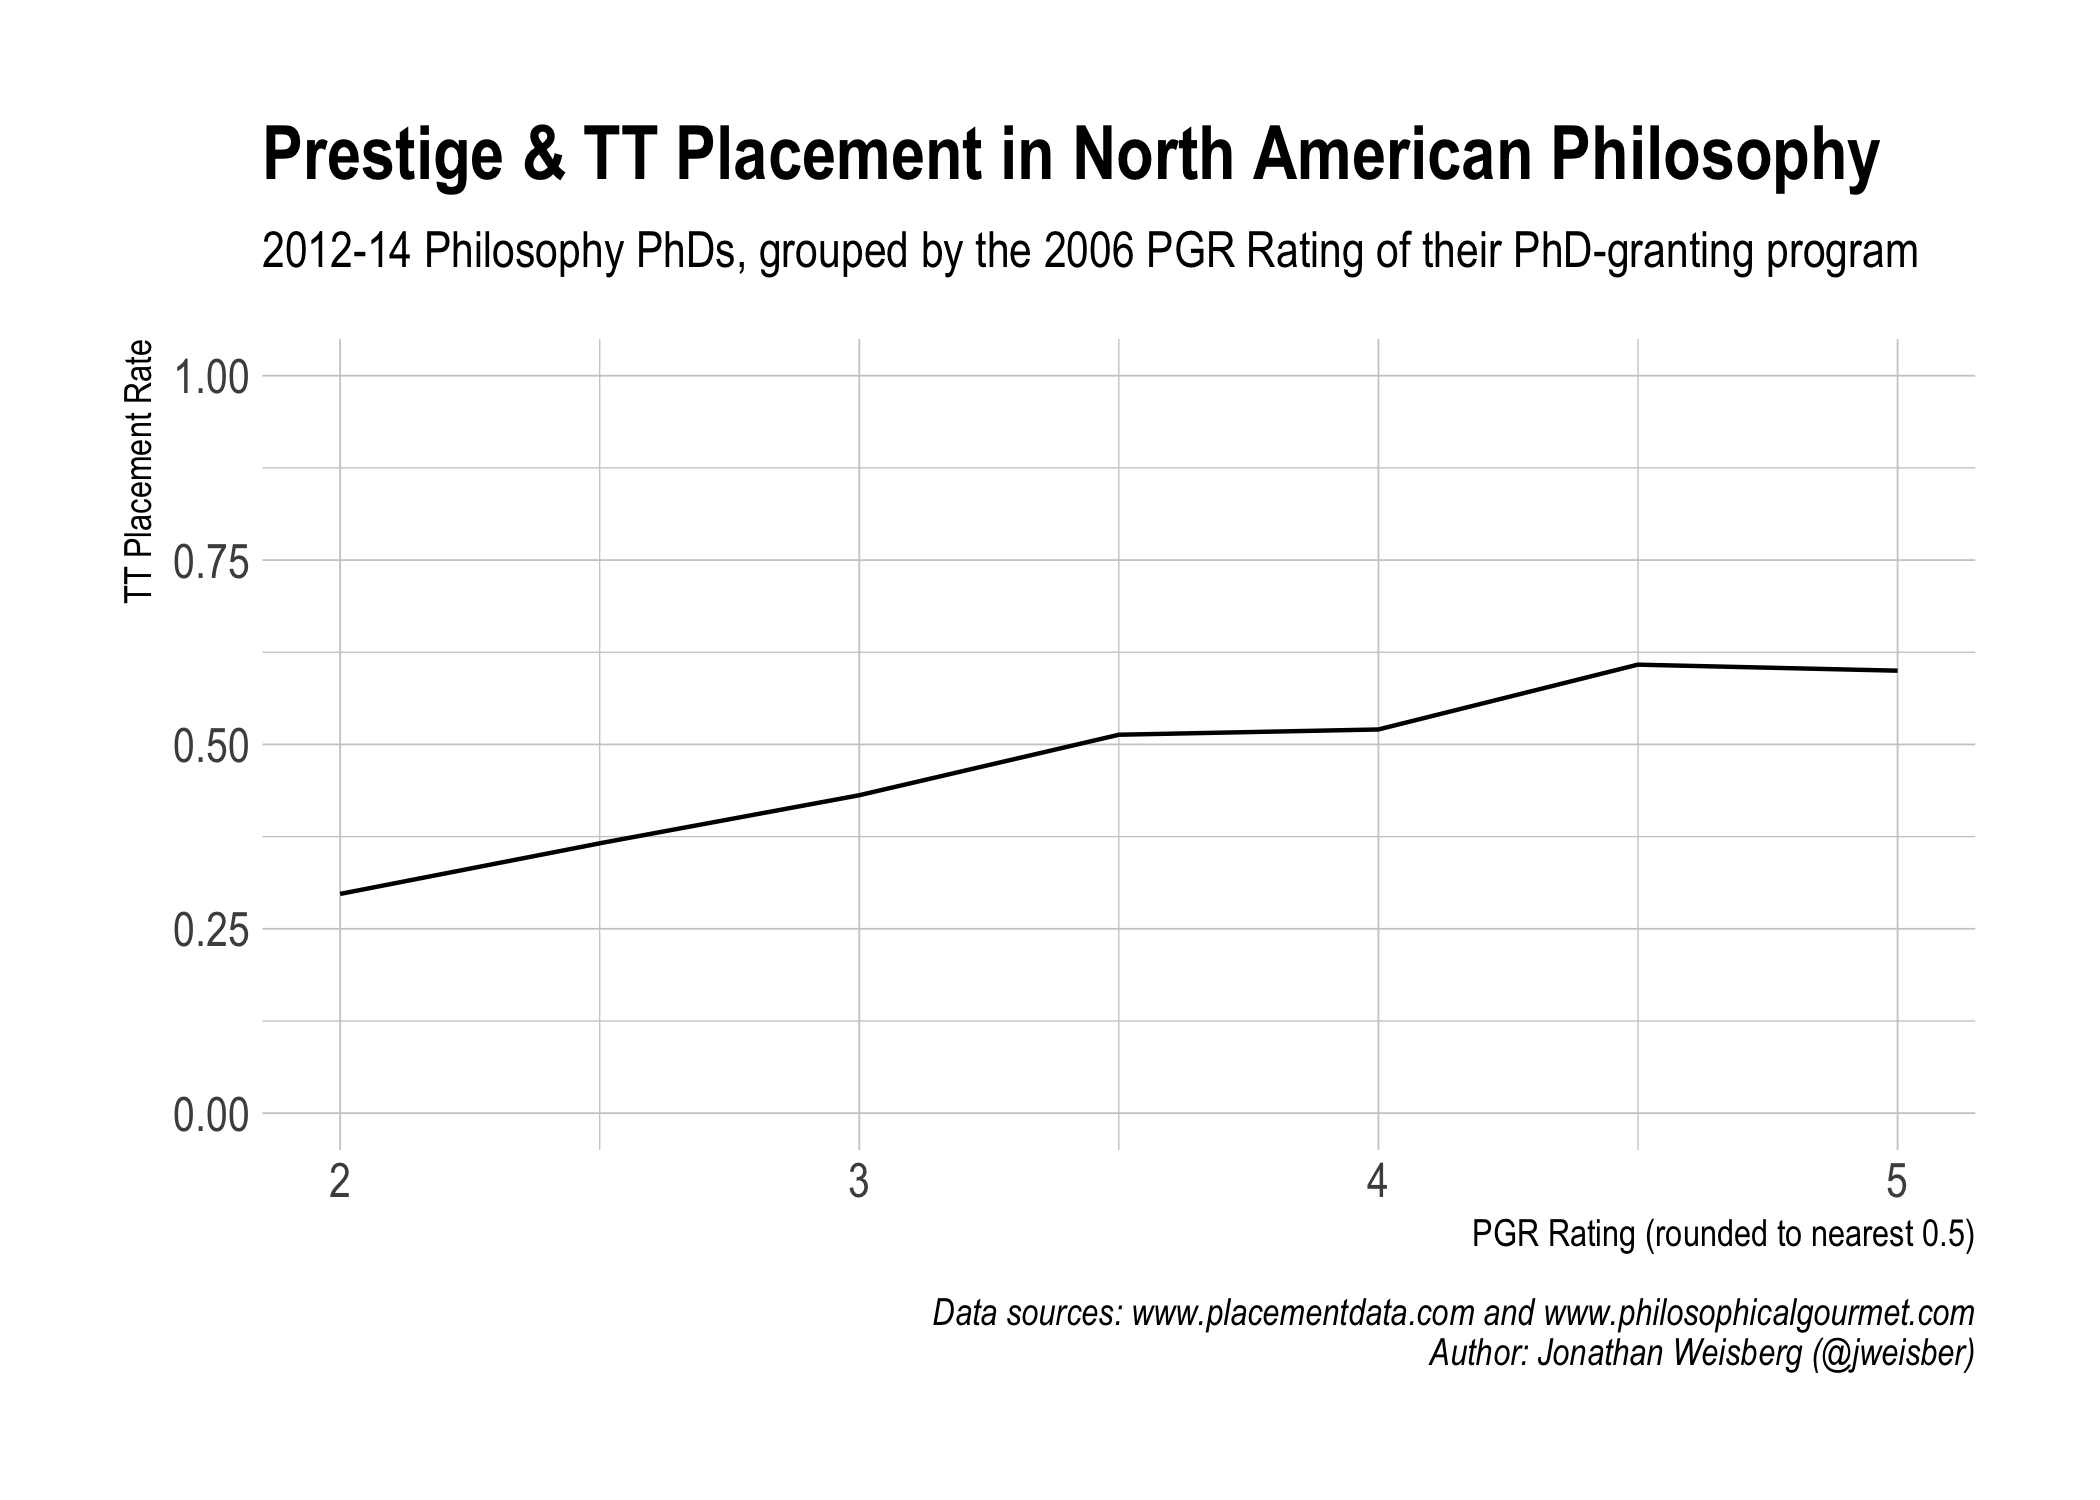 Prestige & TT Placement in North American Philosophy
2012-14 Philosophy PhDs, grouped by the 2006 PGR Rating of their PhD-granting program
TT Placement Rate
1.00
0.75
0.50
0.25
0.00
2 3 4 5
PGR Rating (rounded to nearest 0.5)
Data sources: www.placementdata.com and www.philosophicalgourmet.com
Author: Jonathan Weisberg (@jweisber)